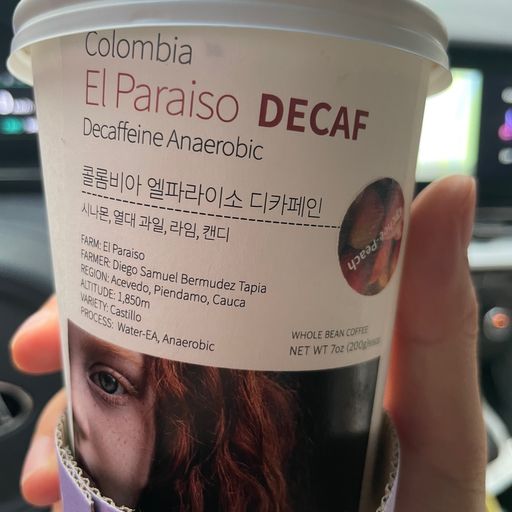 Colombia
El Paraiso DECAF
Decaffeine Anaerobic
콜롬비아 엘파라이소 디카페인
시나몬, 열대 과일, 라임, 캔디
FARM: El Paraiso
FARMER: Diego Samuel Bermudez Tapia
REGION: Acevedo, Piendamo, Cauca
ALTITUDE: 1,850m
VARIETY: Castillo
PROCESS: Water-EA, Anaerobic
Peach
WHOLE BEAN COFFEE
NET WT 7oz (200g)